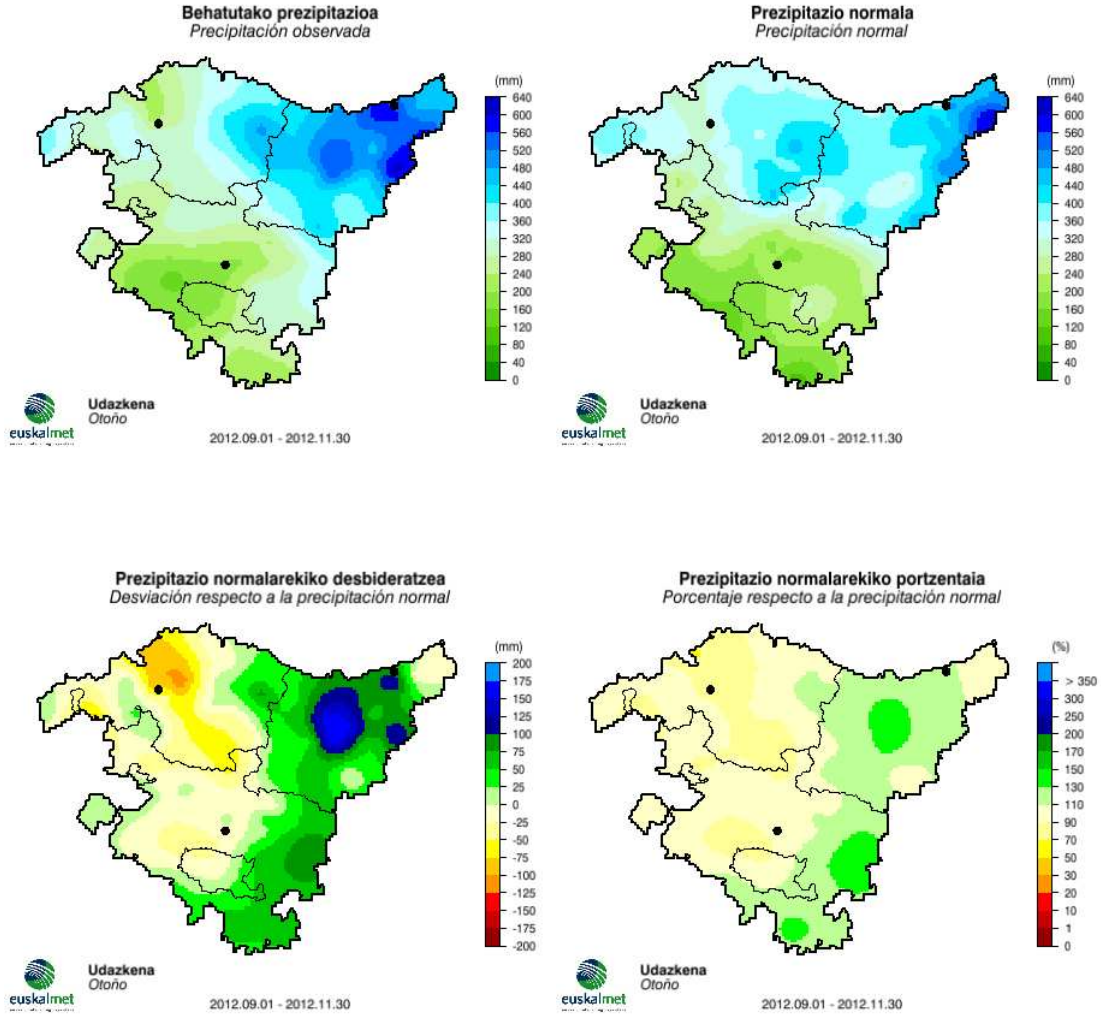 Behatutako prezipitazioa
Precipitación observada
(mm)
640
600
560
520
480
440
400
360
320
280
240
200
160
120
80
40
0
euskalmet
Udazkena
Otoño
2012.09.01 - 2012.11.30
Prezipitazio normala
Precipitación normal
(mm)
640
600
560
520
480
440
400
360
320
280
240
200
160
120
80
40
0
euskalmet
Udazkena
Otoño
2012.09.01 - 2012.11.30
Prezipitazio normalarekiko desbideratzea
Desviación respecto a la precipitación normal
(mm)
200
175
150
125
100
75
50
25
0
-25
-50
-75
-100
-125
-150
-175
-200
euskalmet
Udazkena
Otoño
2012.09.01 - 2012.11.30
Prezipitazio normalarekiko portzentaia
Porcentaje respecto a la precipitación normal
(%)
> 350
300
250
200
170
150
130
110
90
70
50
30
20
10
1
0
euskalmet
Udazkena
Otoño
2012.09.01 - 2012.11.30